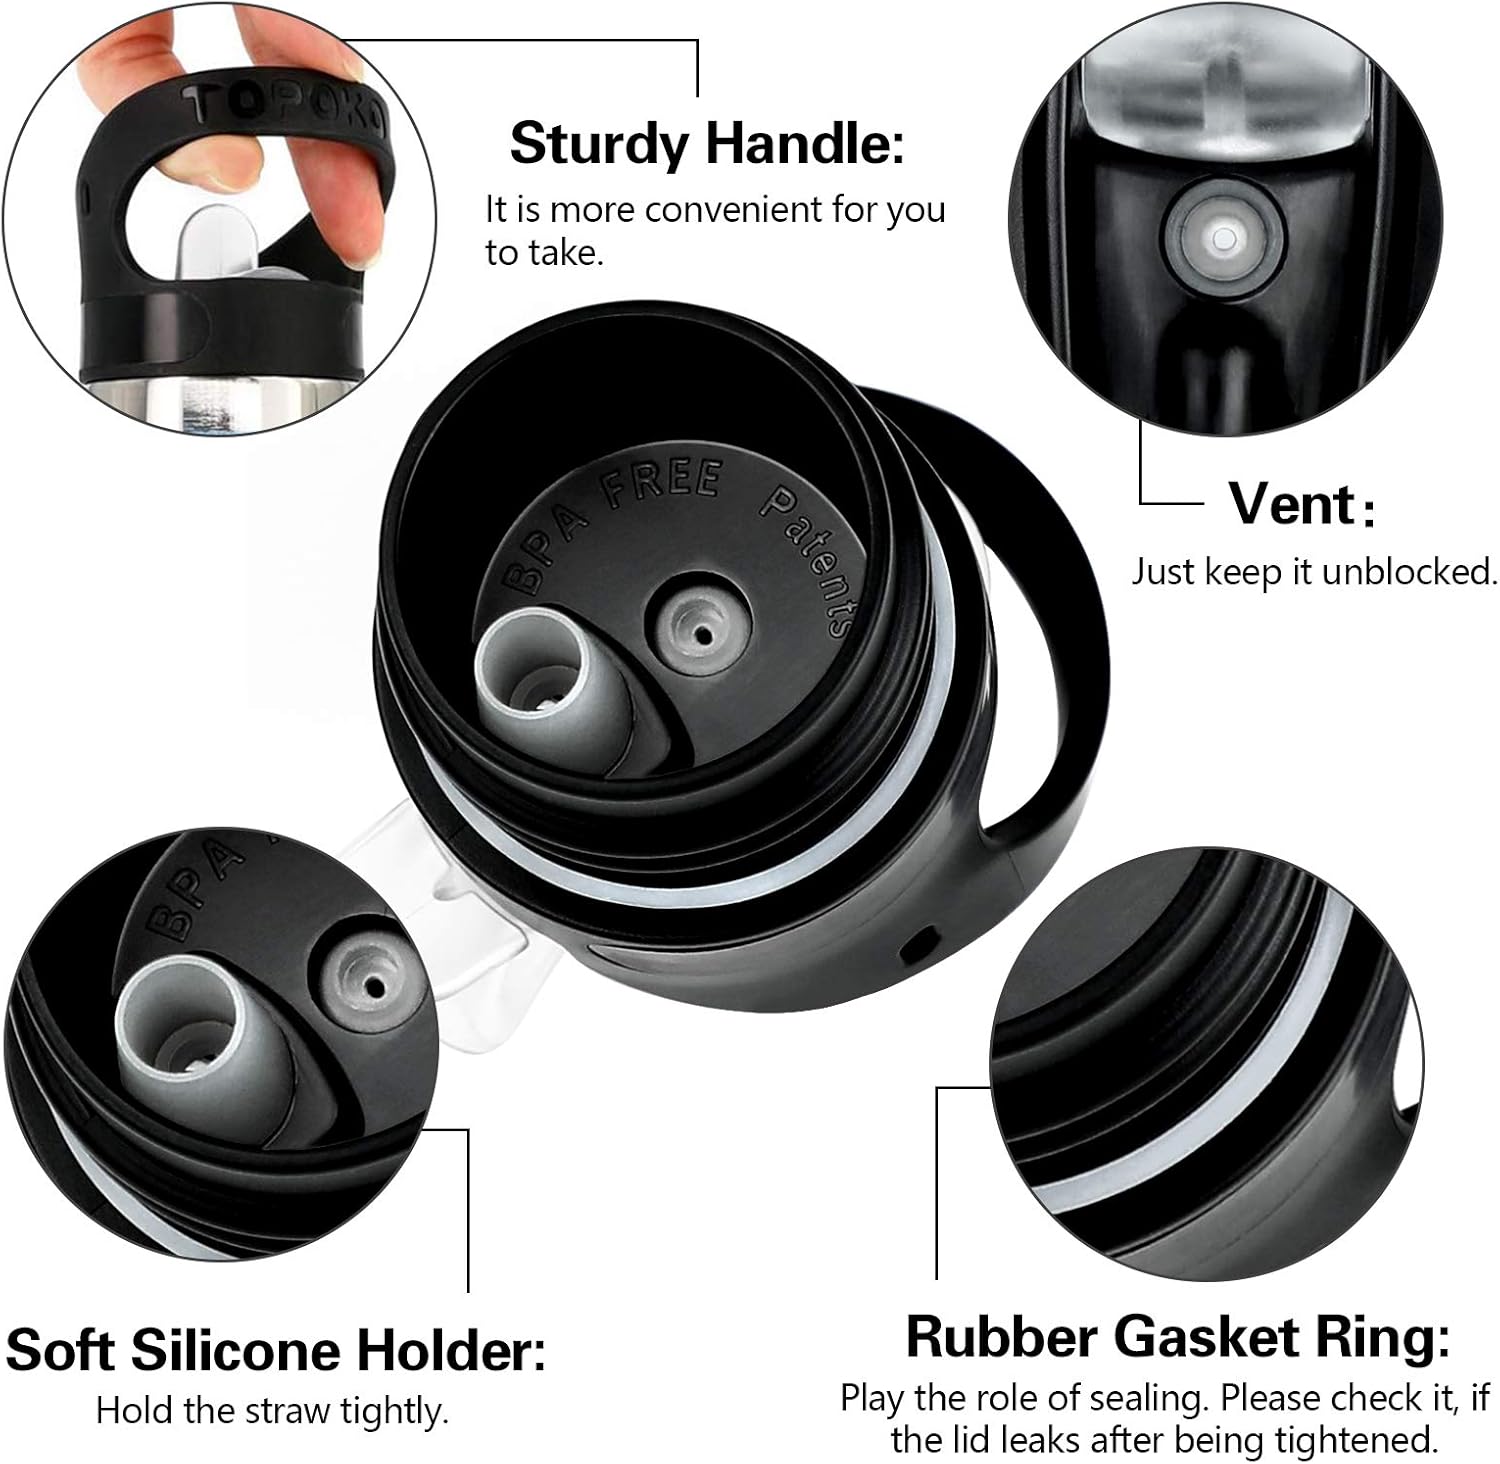 TOPOKO
Sturdy Handle:
It is more convenient for you
to take.
Vent:
Just keep it unblocked.
BPA FREE Patents
BPA
Soft Silicone Holder:
Hold the straw tightly.
Rubber Gasket Ring:
Play the role of sealing. Please check it, if
the lid leaks after being tightened.